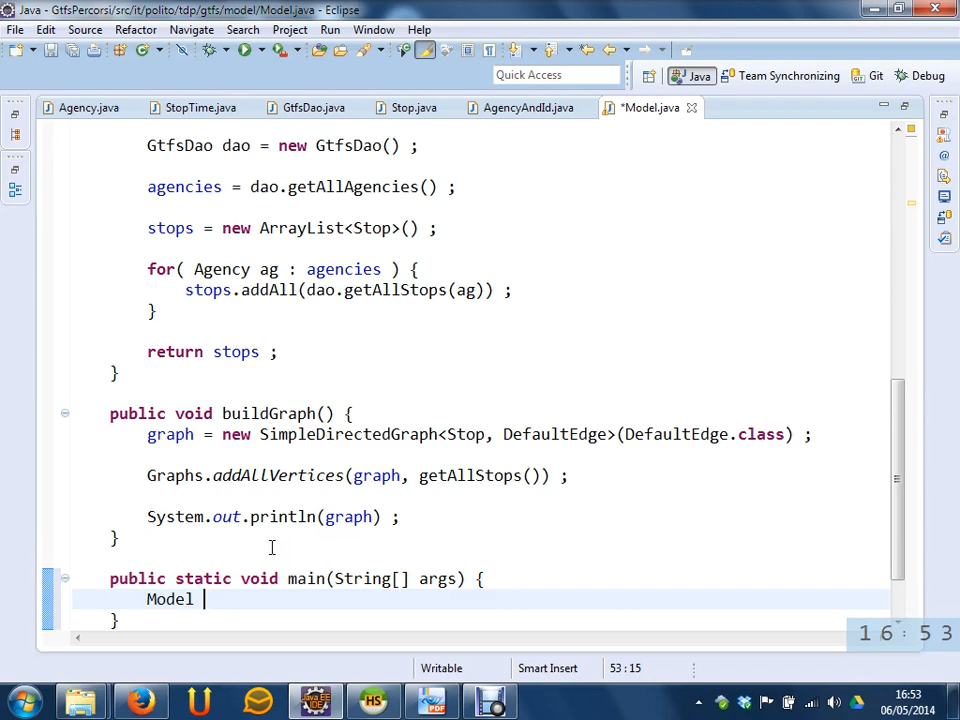 Java - GtfsPercorsi/src/it/polito/tdp/gtfs/model/Model.java - Eclipse
File Edit Source Refactor Navigate Search Project Run Window Help
Quick Access
Java Team Synchronizing Git Debug
Agency.java StopTime.java GtfsDao.java Stop.java AgencyAndId.java *Model.java
GtfsDao dao = new GtfsDao() ;
agencies = dao.getAllAgencies() ;
stops = new ArrayList<Stop>() ;
for( Agency ag : agencies ) {
stops.addAll(dao.getAllStops(ag)) ;
}
return stops ;
}
public void buildGraph() {
graph = new SimpleDirectedGraph<Stop, DefaultEdge>(DefaultEdge.class) ;
Graphs.addAllVertices(graph, getAllStops()) ;
System.out.println(graph) ;
}
public static void main(String[] args) {
Model
}
16:53
Writable Smart Insert 53 : 15
Java EE
IDE
HS
PDF
16:53
06/05/2014